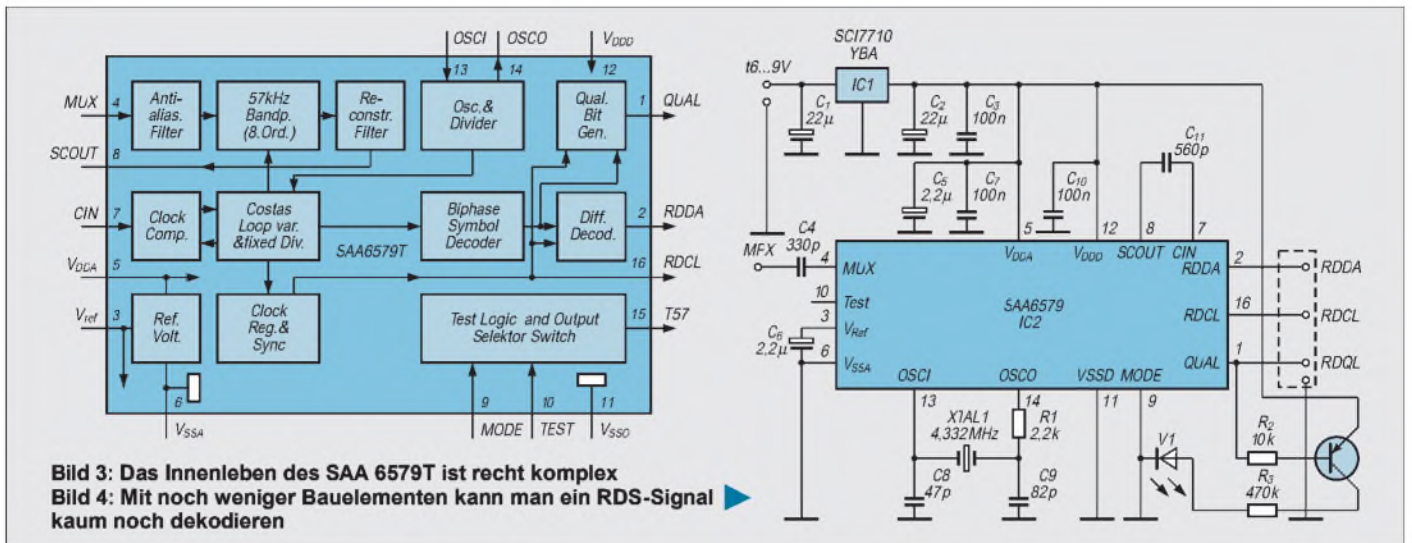 OSCI
OSCO
VDDD
13
14
12
MUX
4
Anti-
alias.
Filter
57kHz
Bandp.
(8.Ord.)
Re-
constr.
Filter
Osc.&
Divider
Qual.
Bit
Gen.
1
QUAL
SCOUT
8
CIN
7
Clock
Comp.
Costas
Loop var.
&fixed Div.
SAA6579T
Biphase
Symbol
Decoder
Diff.
Decod.
2
RDDA
VDDA
5
16
RDCL
Vref
3
Ref.
Volt.
Clock
Reg.&
Sync
Test Logic and Output
Selektor Switch
15
T57
6
9
10
11
VSSA
MODE
TEST
VSSO
Bild 3: Das Innenleben des SAA 6579T ist recht komplex
Bild 4: Mit noch weniger Bauelementen kann man ein RDS-Signal
kaum noch dekodieren
SCI7710
YBA
t6...9V
IC1
C1
22µ
C2
22µ
C3
100n
C11
560p
C5
2,2µ
C7
100n
C10
100n
C4
330p
MFX
5
12
8
7
4
MUX
VDDA
VDDD
SCOUT
CIN
RDDA
2
RDDA
10
Test
3
VRef
SAA6579
IC2
RDCL
16
RDCL
C6
2,2µ
6
VSSA
QUAL
1
RDQL
OSCI
OSCO
VSSD
MODE
13
14
11
9
X1AL1
4,332MHz
R1
2,2k
V1
R2
10k
R3
470k
C8
47p
C9
82p